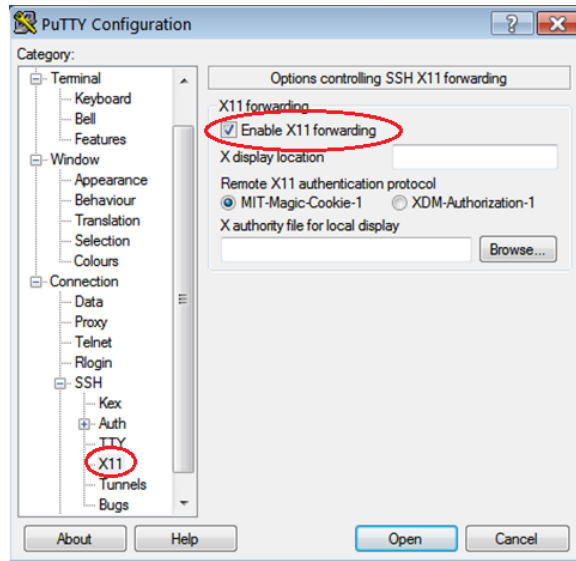 PuTTY Configuration
Category:
Terminal
Keyboard
Bell
Features
Window
Appearance
Behaviour
Translation
Selection
Colours
Connection
Data
Proxy
Telnet
Rlogin
SSH
Kex
Auth
TTY
X11
Tunnels
Bugs
Options controlling SSH X11 forwarding
X11 forwarding
Enable X11 forwarding
X display location
Remote X11 authentication protocol
MIT-Magic-Cookie-1 XDM-Authorization-1
X authority file for local display
Browse...
About Help Open Cancel